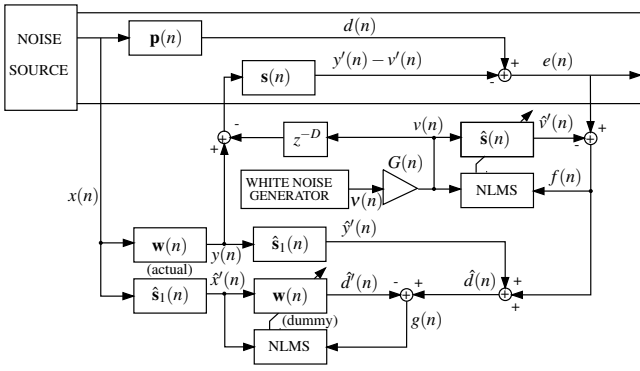 NOISE
SOURCE
p(n)
d(n)
+
-
e(n)
s(n)
y′(n) − v′(n)
-
+
z⁻ᴰ
v(n)
ŝ(n)
v̂′(n)
+
-
G(n)
WHITE NOISE
GENERATOR
ν(n)
NLMS
f(n)
x(n)
w(n)
(actual)
y(n)
ŝ₁(n)
ŷ′(n)
ŝ₁(n)
x̂′(n)
w(n)
(dummy)
d̂′(n)
-
+
d̂(n)
+
+
g(n)
NLMS